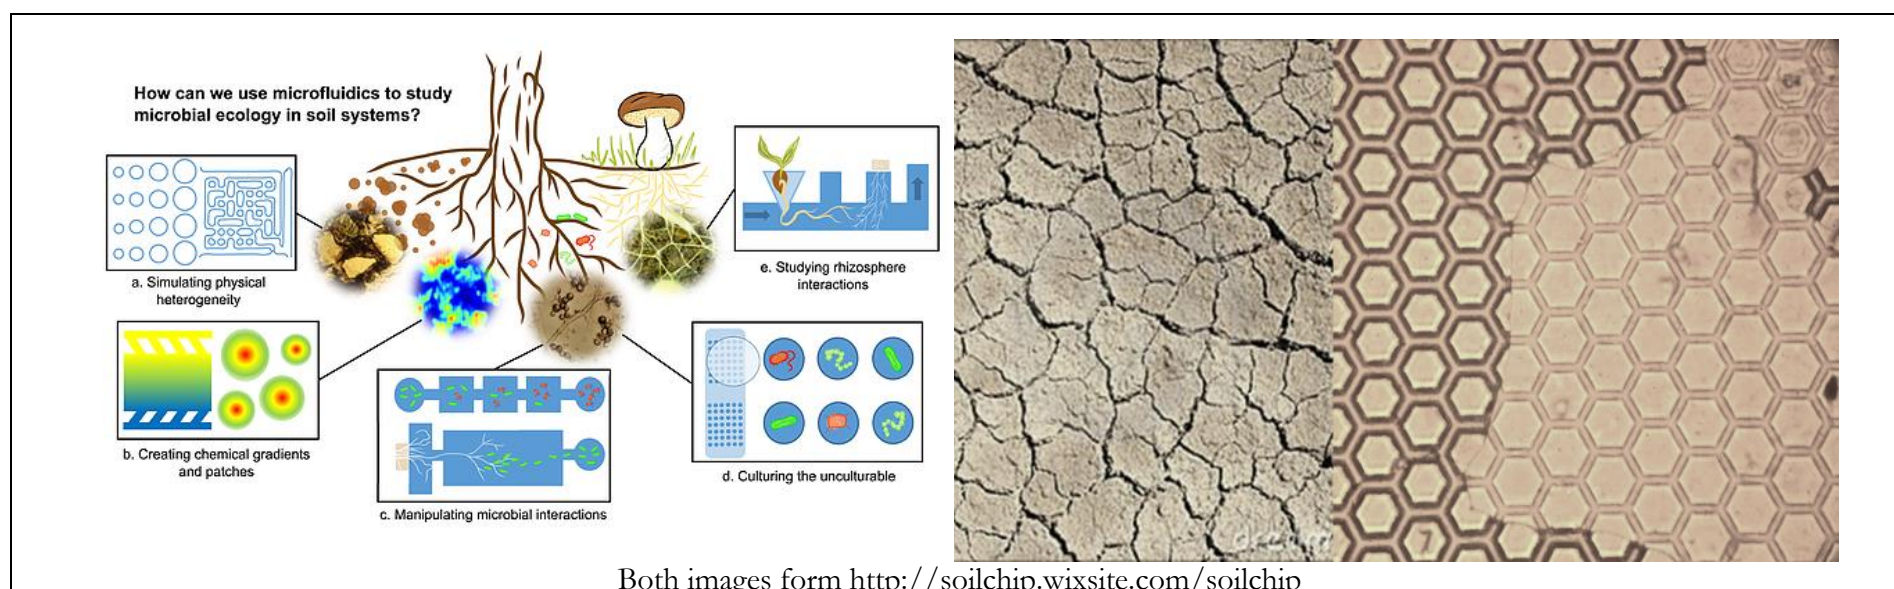 How can we use microfluidics to study
microbial ecology in soil systems?
a. Simulating physical
heterogeneity
b. Creating chemical gradients
and patches
c. Manipulating microbial interactions
d. Culturing the unculturable
e. Studying rhizosphere
interactions
7
Both images form http://soilchip.wixsite.com/soilchip